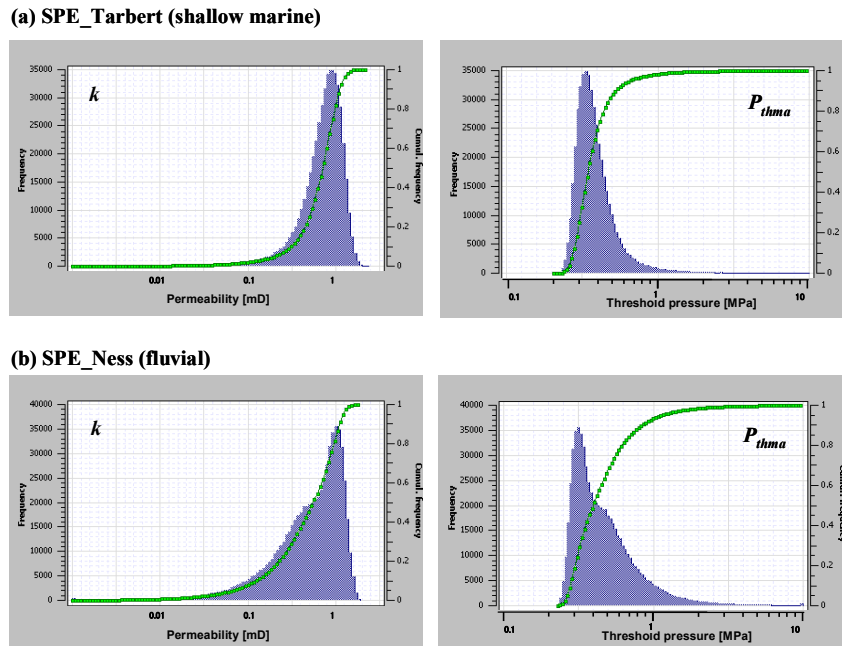 (a) SPE_Tarbert (shallow marine)
35000
30000
25000
20000
15000
10000
5000
0
Frequency
k
1
0.8
0.6
0.4
0.2
0
Cumul. frequency
0.01 0.1 1
Permeability [mD]
35000
30000
25000
20000
15000
10000
5000
0
Frequency
Pthma
1
0.8
0.6
0.4
0.2
0
0.1 1 10
Threshold pressure [MPa]
(b) SPE_Ness (fluvial)
40000
35000
30000
25000
20000
15000
10000
5000
0
Frequency
k
1
0.8
0.6
0.4
0.2
0
Cumul. frequency
0.01 0.1 1
Permeability [mD]
40000
35000
30000
25000
20000
15000
10000
5000
0
Frequency
Pthma
1
0.8
0.6
0.4
0.2
0
0.1 1 10
Threshold pressure [MPa]